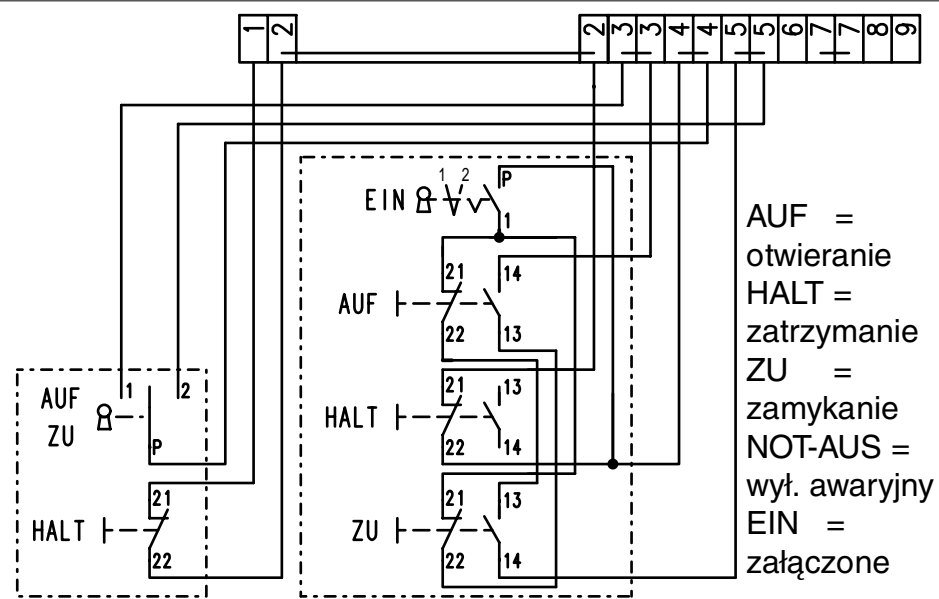 1 2 2 3 3 4 4 5 5 6 7 7 8 9
1 2 P
EIN
1
21 14
AUF
22 13
21 13
HALT
22 14
21 13
ZU
22 14
1 2
AUF
ZU
P
21
HALT
22
AUF =
otwieranie
HALT =
zatrzymanie
ZU =
zamykanie
NOT-AUS =
wył. awaryjny
EIN =
załączone